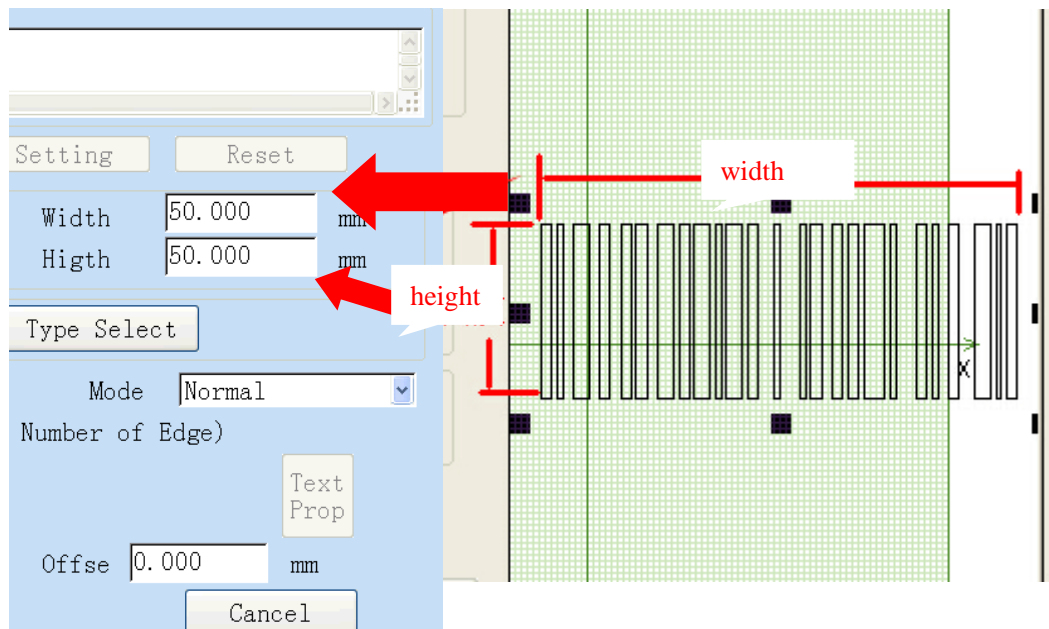 Setting Reset
width
Width 50.000 mm
Higth 50.000 mm
height
Type Select
X
Mode Normal
Number of Edge)
Text
Prop
Offse 0.000 mm
Cancel